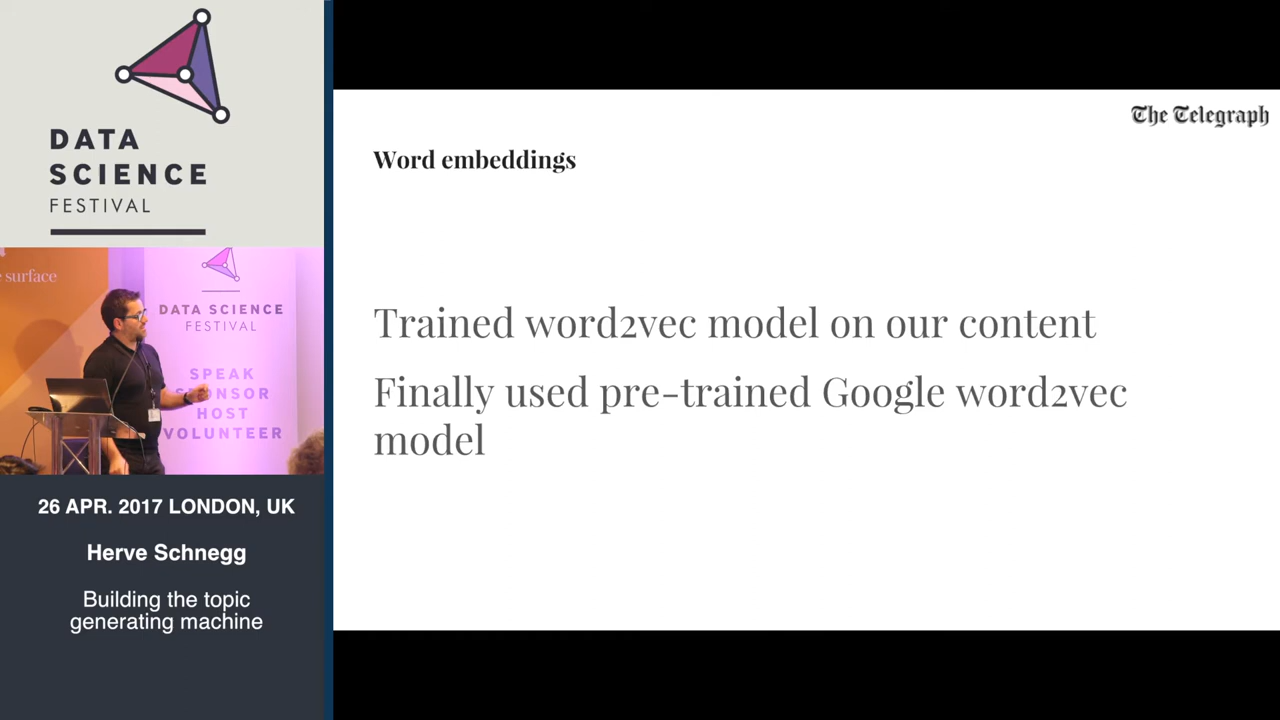 DATA
SCIENCE
FESTIVAL
surface
DATA SCIENCE
FESTIVAL
SPEAK
SPONSOR
HOST
VOLUNTEER
26 APR. 2017 LONDON, UK
Herve Schnegg
Building the topic
generating machine
The Telegraph
Word embeddings
Trained word2vec model on our content
Finally used pre-trained Google word2vec
model